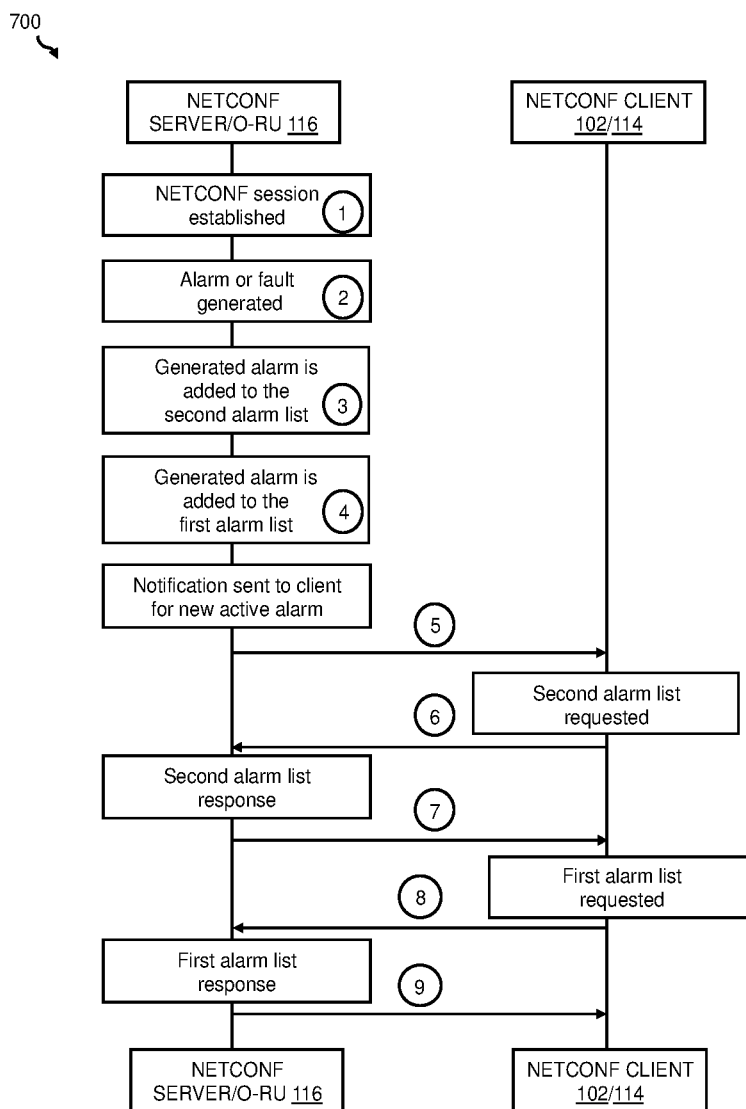 700
NETCONF
SERVER/O-RU 116
NETCONF CLIENT
102/114
NETCONF session
established
1
Alarm or fault
generated
2
Generated alarm is
added to the
second alarm list
3
Generated alarm is
added to the
first alarm list
4
Notification sent to client
for new active alarm
5
Second alarm list
requested
6
Second alarm list
response
7
First alarm list
requested
8
First alarm list
response
9
NETCONF
SERVER/O-RU 116
NETCONF CLIENT
102/114